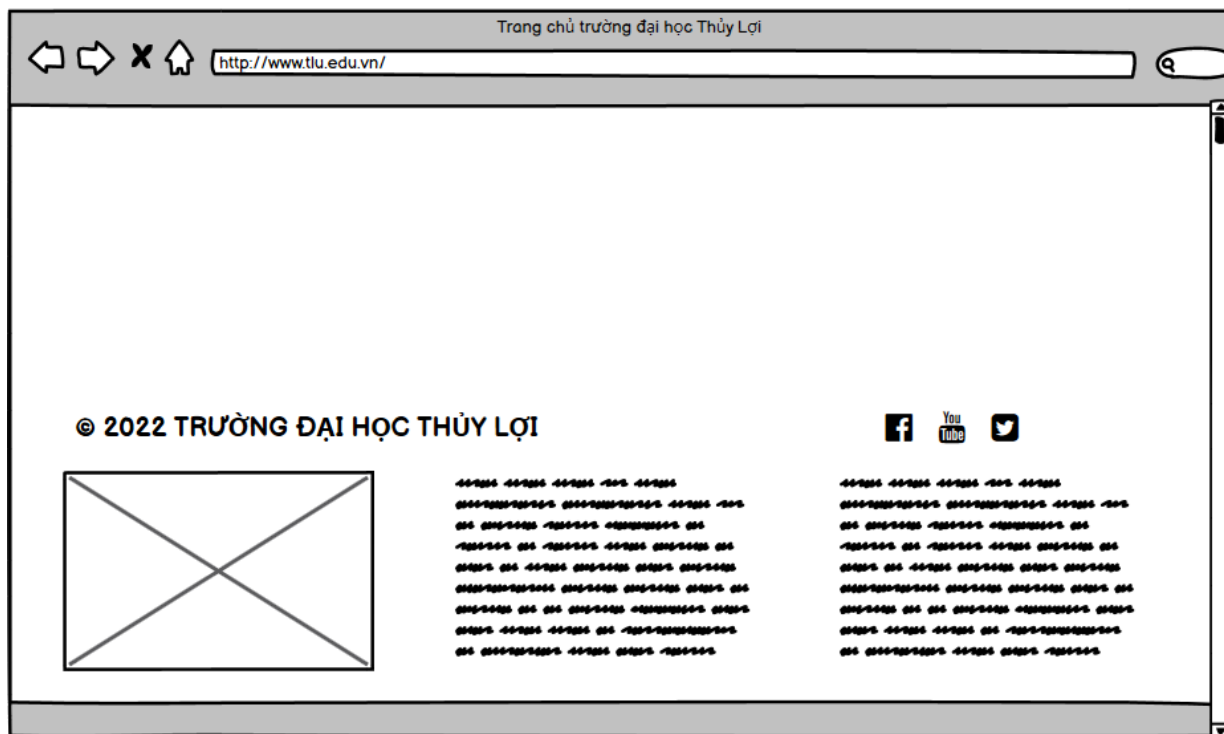 Trang chủ trường đại học Thủy Lợi
http://www.tlu.edu.vn/
© 2022 TRƯỜNG ĐẠI HỌC THỦY LỢI
You
Tube